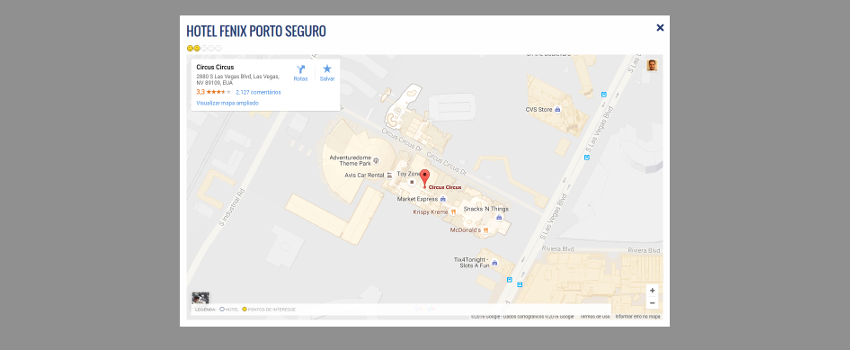 HOTEL FENIX PORTO SEGURO
Circus Circus
2880 S Las Vegas Blvd, Las Vegas,
NV 89109, EUA
3,3 2.127 comentários
Visualizar mapa ampliado
Rotas
Salvar
CVS Store
S Las Vegas Blvd
Circus Circus Dr
Circus Circus Dr
Adventuredome
Theme Park
Avis Car Rental
Toy Zone
Circus Circus
Market Express
Krispy Kreme
Snacks 'N Things
McDonald's
S Industrial Rd
S Las Vegas Blvd
Riviera Blvd
Riviera Blvd
Tix4Tonight -
Slots A Fun
S Las Vegas Blvd
LEGENDA: HOTEL PONTOS DE INTERESSE
©2016 Google - Dados cartográficos ©2016 Google Termos de Uso Informar erro no mapa